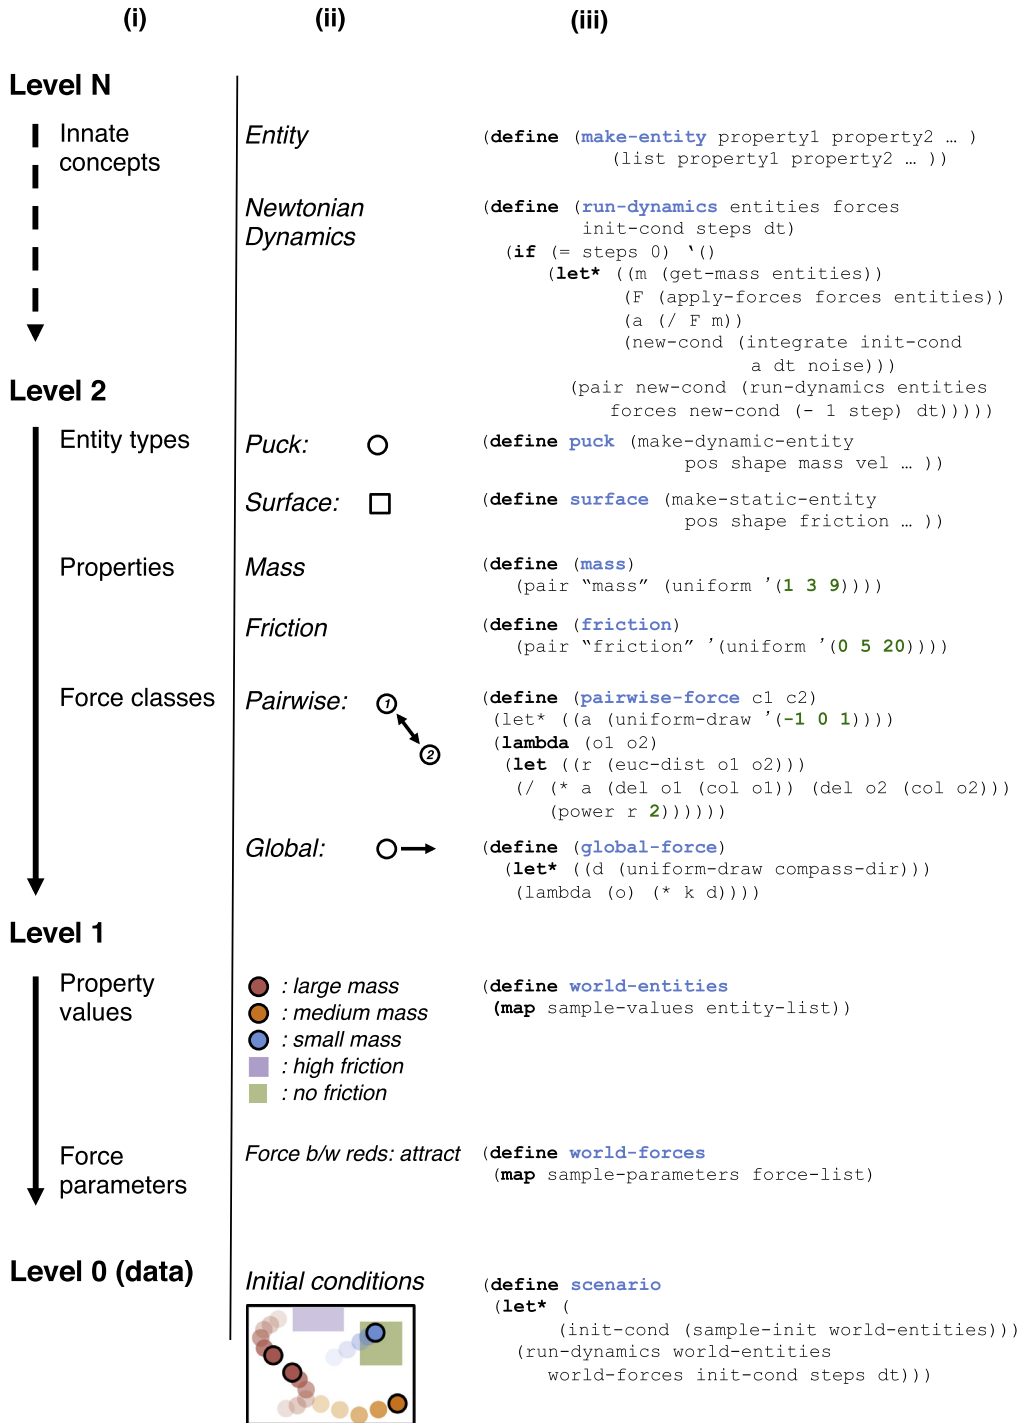 (i) (ii) (iii)
Level N
Innate concepts
Entity
(define (make-entity property1 property2 … )
(list property1 property2 … ))
Newtonian Dynamics
(define (run-dynamics entities forces
init-cond steps dt)
(if (= steps 0) ‘()
(let* ((m (get-mass entities))
(F (apply-forces forces entities))
(a (/ F m))
(new-cond (integrate init-cond
a dt noise)))
(pair new-cond (run-dynamics entities
forces new-cond (- 1 step) dt)))))
Level 2
Entity types
Puck:
(define puck (make-dynamic-entity
pos shape mass vel … ))
Surface:
(define surface (make-static-entity
pos shape friction … ))
Properties
Mass
(define (mass)
(pair “mass” (uniform ’(1 3 9))))
Friction
(define (friction)
(pair “friction” ’(uniform ’(0 5 20))))
Force classes
Pairwise:
1
2
(define (pairwise-force c1 c2)
(let* ((a (uniform-draw ’(-1 0 1))))
(lambda (o1 o2)
(let ((r (euc-dist o1 o2)))
(/ (* a (del o1 (col o1)) (del o2 (col o2)))
(power r 2))))))
Global:
(define (global-force)
(let* ((d (uniform-draw compass-dir)))
(lambda (o) (* k d))))
Level 1
Property values
: large mass
: medium mass
: small mass
: high friction
: no friction
(define world-entities
(map sample-values entity-list))
Force parameters
Force b/w reds: attract
(define world-forces
(map sample-parameters force-list)
Level 0 (data)
Initial conditions
(define scenario
(let* (
(init-cond (sample-init world-entities)))
(run-dynamics world-entities
world-forces init-cond steps dt)))